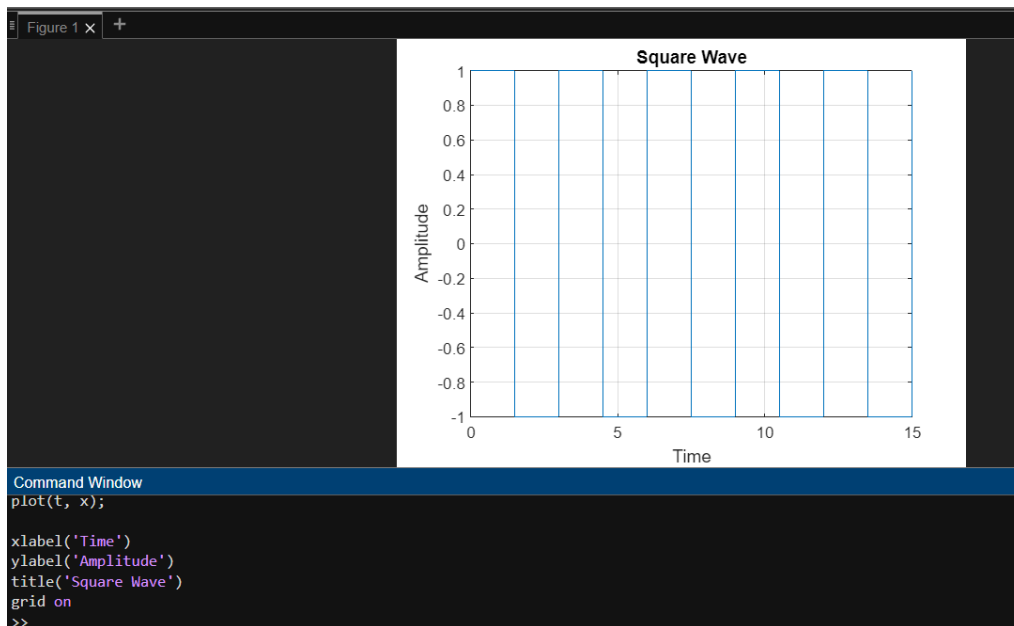 Figure 1 × +
Square Wave
1
0.8
0.6
0.4
0.2
0
-0.2
-0.4
-0.6
-0.8
-1
Amplitude
0 5 10 15
Time
Command Window
plot(t, x);
xlabel('Time')
ylabel('Amplitude')
title('Square Wave')
grid on
>>